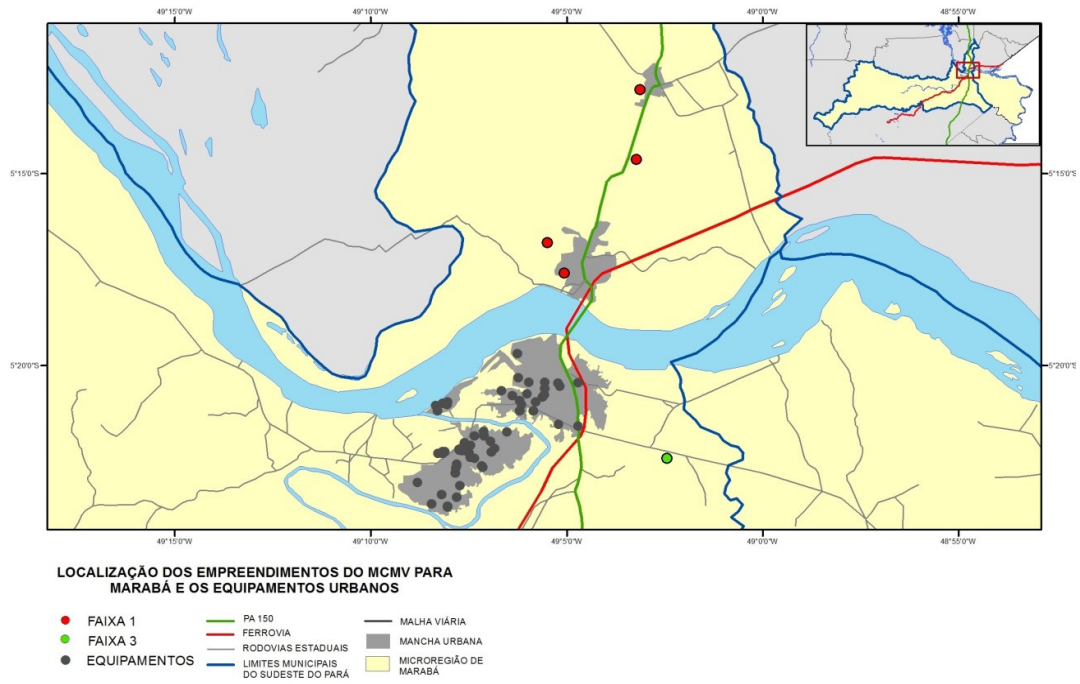 49°15'0"W 49°10'0"W 49°5'0"W 49°0'0"W 48°55'0"W
5°15'0"S 5°15'0"S
5°20'0"S 5°20'0"S
49°15'0"W 49°10'0"W 49°5'0"W 49°0'0"W 48°55'0"W
LOCALIZAÇÃO DOS EMPREENDIMENTOS DO MCMV PARA
MARABÁ E OS EQUIPAMENTOS URBANOS
FAIXA 1
FAIXA 3
EQUIPAMENTOS
PA 150
FERROVIA
RODOVIAS ESTADUAIS
LIMITES MUNICIPAIS
DO SUDESTE DO PARÁ
MALHA VIÁRIA
MANCHA URBANA
MICROREGIÃO DE
MARABÁ